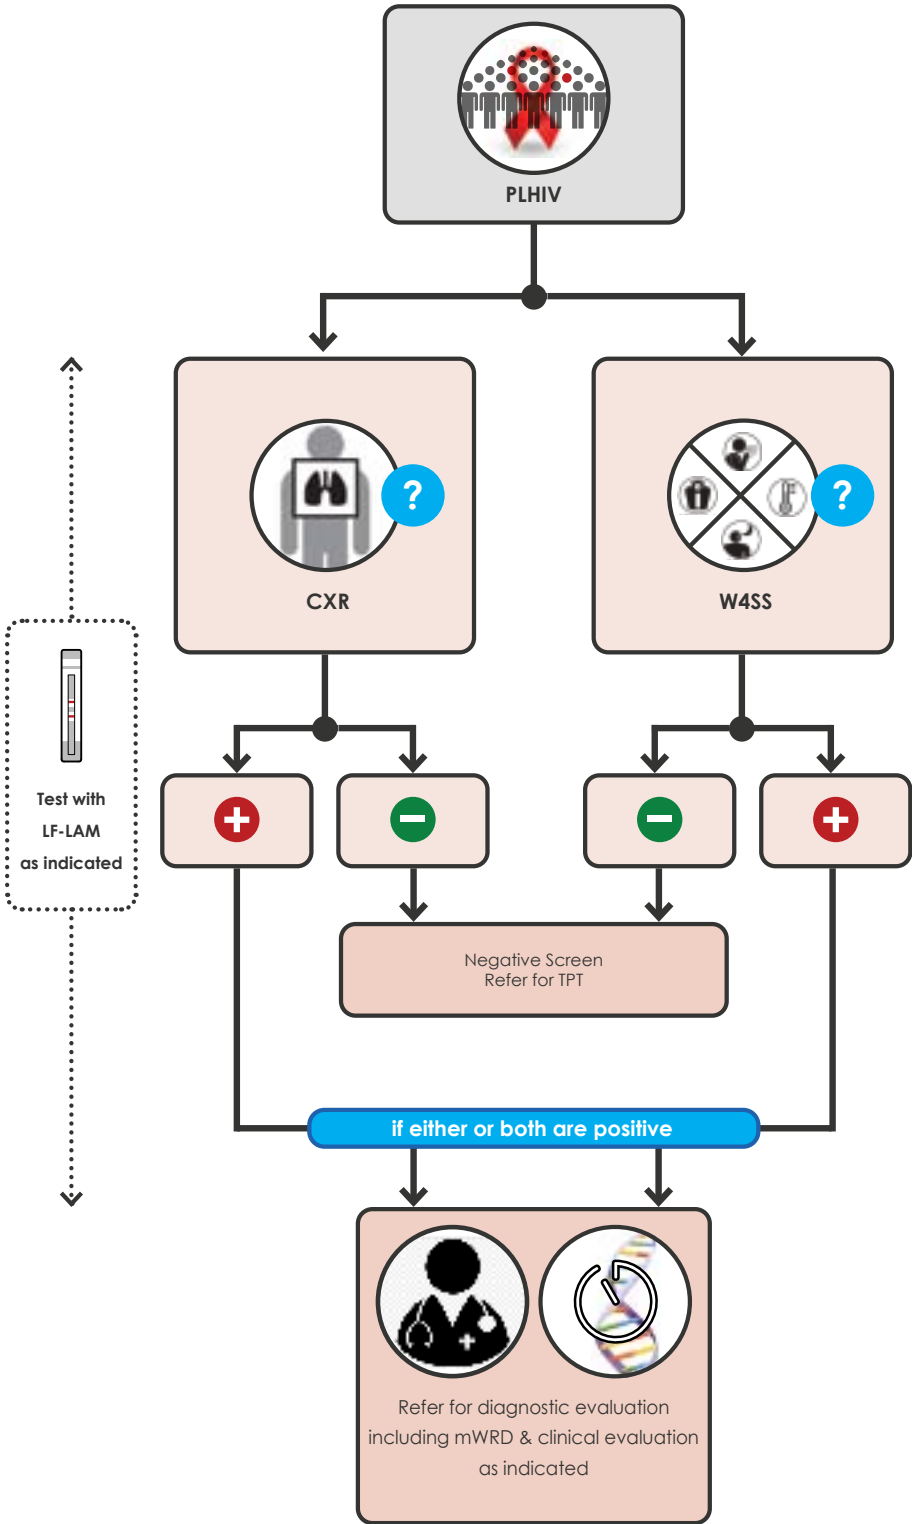 PLHIV
?
CXR
?
W4SS
Test with
LF-LAM
as indicated
Negative Screen
Refer for TPT
if either or both are positive
Refer for diagnostic evaluation
including mWRD & clinical evaluation
as indicated